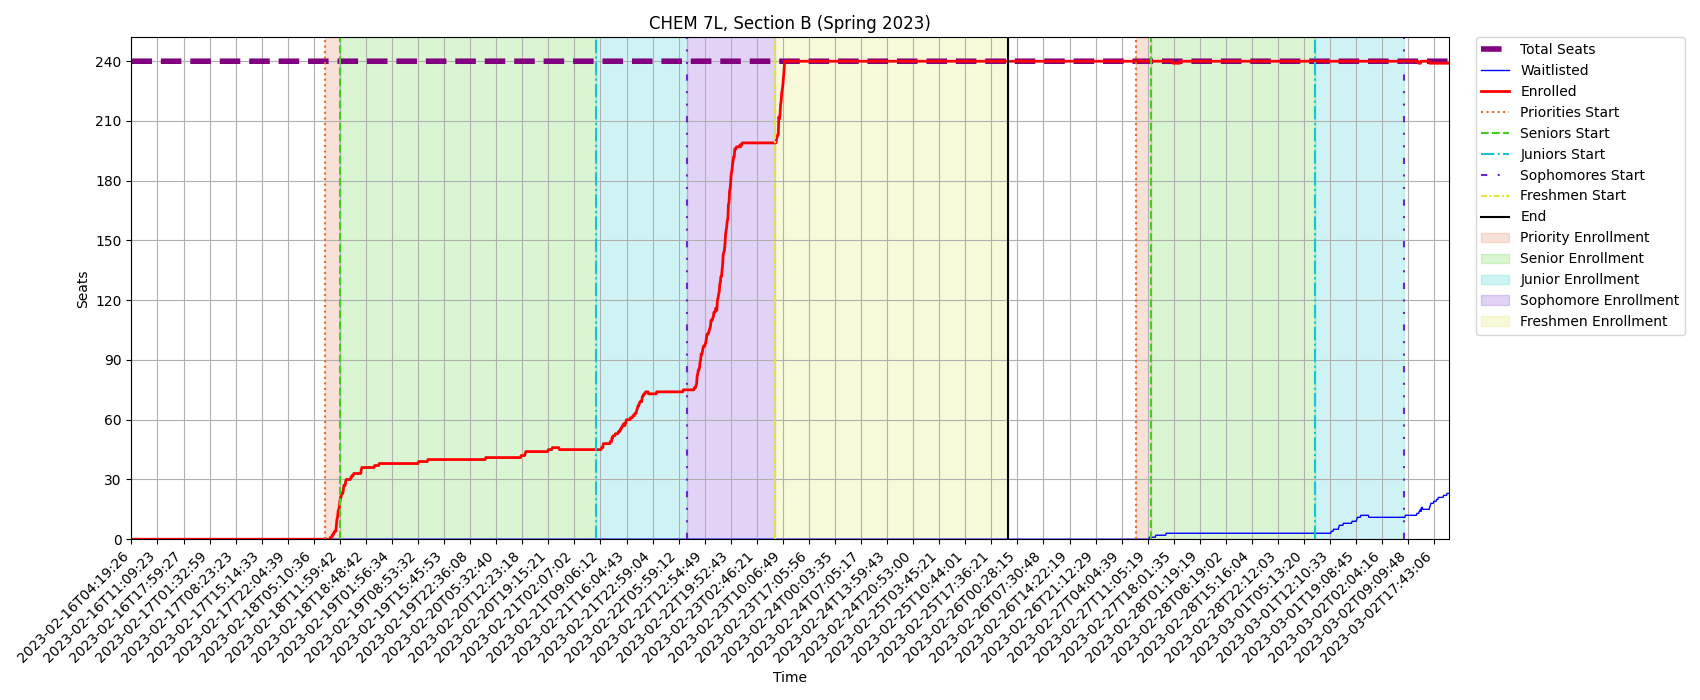 CHEM 7L, Section B (Spring 2023)
Seats
240
210
180
150
120
90
60
30
0
2023-02-16T04:19:26
2023-02-16T11:09:23
2023-02-16T17:59:27
2023-02-17T01:32:59
2023-02-17T08:23:23
2023-02-17T15:14:33
2023-02-17T22:04:39
2023-02-18T05:10:36
2023-02-18T11:59:42
2023-02-18T18:48:42
2023-02-19T01:56:34
2023-02-19T08:53:32
2023-02-19T15:45:53
2023-02-19T22:36:08
2023-02-20T05:32:40
2023-02-20T12:23:18
2023-02-20T19:15:21
2023-02-21T02:07:02
2023-02-21T09:06:12
2023-02-21T16:04:43
2023-02-21T22:59:04
2023-02-22T05:59:12
2023-02-22T12:54:49
2023-02-22T19:52:43
2023-02-23T02:46:21
2023-02-23T10:06:49
2023-02-23T17:05:56
2023-02-24T00:03:35
2023-02-24T07:05:17
2023-02-24T13:59:43
2023-02-24T20:53:00
2023-02-25T03:45:21
2023-02-25T10:44:01
2023-02-25T17:36:21
2023-02-26T00:28:15
2023-02-26T07:30:48
2023-02-26T14:22:19
2023-02-26T21:12:29
2023-02-27T04:04:39
2023-02-27T11:05:19
2023-02-27T18:01:35
2023-02-28T01:19:19
2023-02-28T08:19:02
2023-02-28T15:16:04
2023-02-28T22:12:03
2023-03-01T05:13:20
2023-03-01T12:10:33
2023-03-01T19:08:45
2023-03-02T02:04:16
2023-03-02T09:09:48
2023-03-02T17:43:06
Time
Total Seats
Waitlisted
Enrolled
Priorities Start
Seniors Start
Juniors Start
Sophomores Start
Freshmen Start
End
Priority Enrollment
Senior Enrollment
Junior Enrollment
Sophomore Enrollment
Freshmen Enrollment